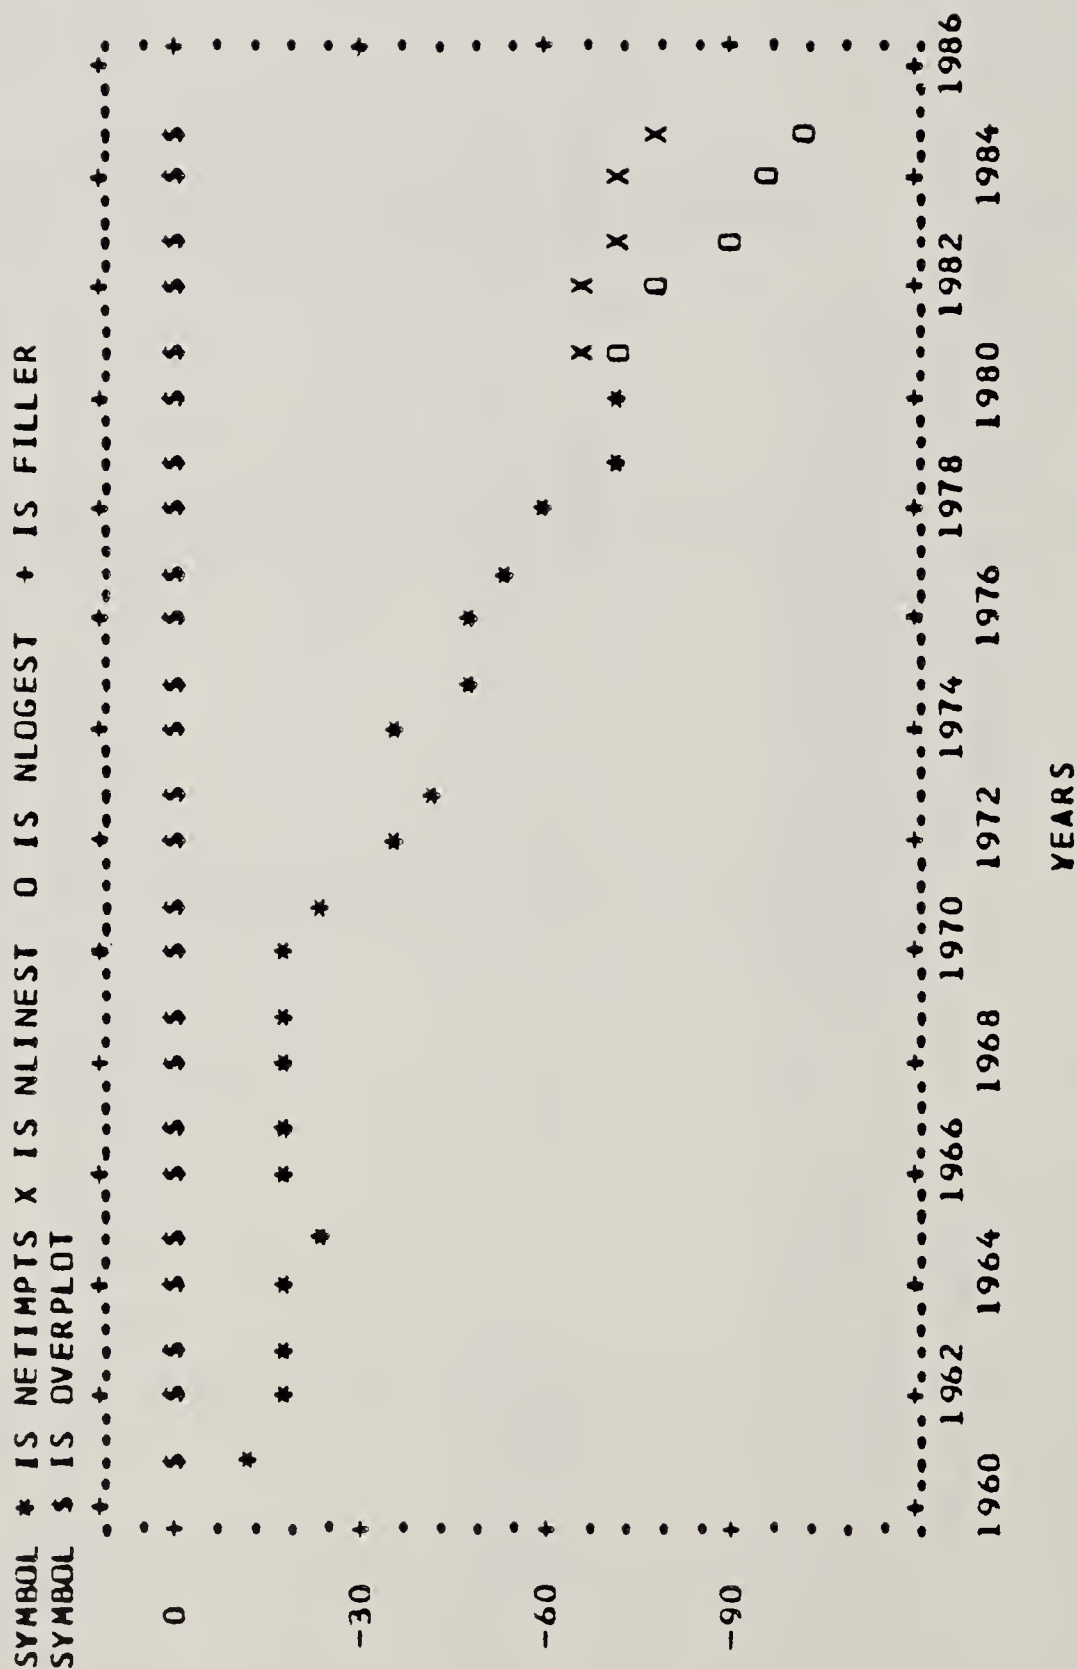 SYMBOL * IS NETIMPTS X IS NLINEST O IS NLOGEST + IS FILLER
SYMBOL $ IS OVERPLOT
0
-30
-60
-90
1962 1966 1970 1974 1978 1982 1986
1960 1964 1968 1972 1976 1980 1984
YEARS